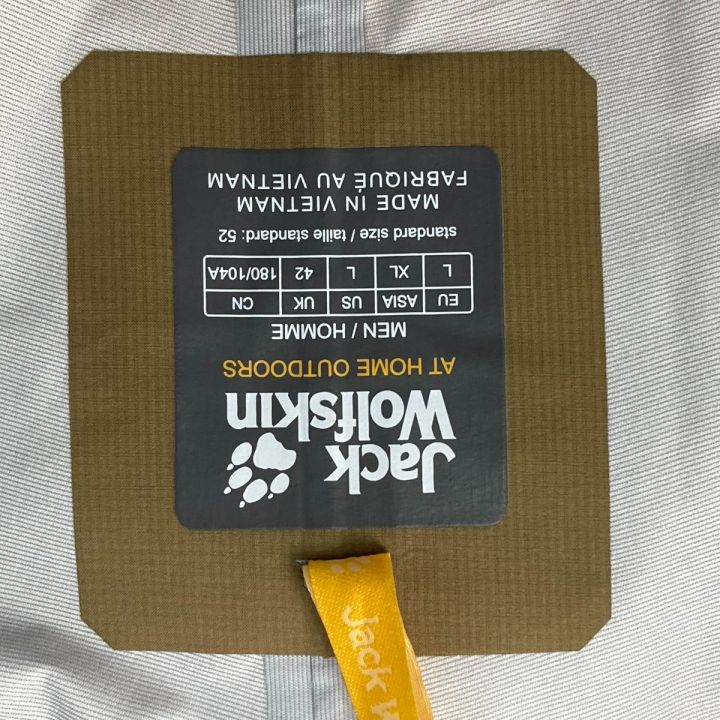 Jack
Wolfskin
AT HOME OUTDOORS
MEN / HOMME
EU ASIA US UK CN
L XL L 42 180/104A
standard size / taille standard: 52
MADE IN VIETNAM
FABRIQUÉ AU VIETNAM
Jack W